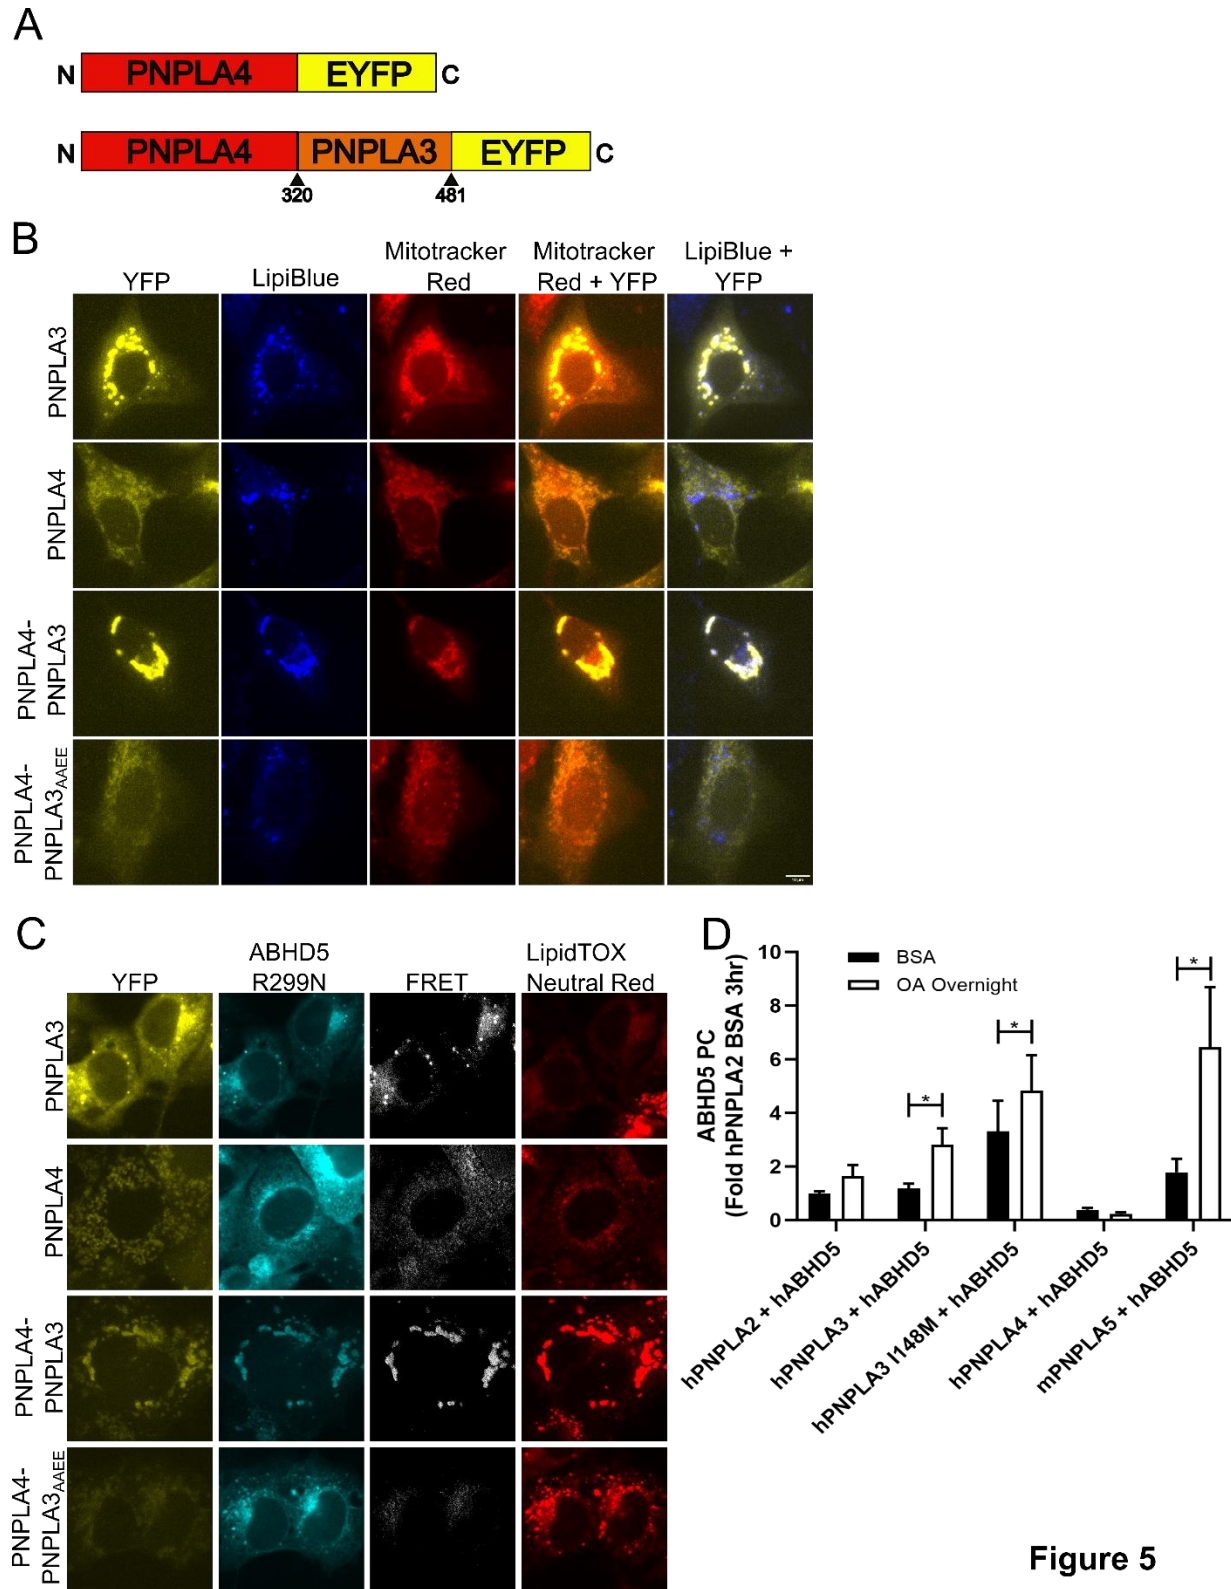 A
N PNPLA4 EYFP C
N PNPLA4 PNPLA3 EYFP C
320 481
B
YFP LipiBlue Mitotracker Red Mitotracker Red + YFP LipiBlue + YFP
PNPLA3
PNPLA4
PNPLA4-
PNPLA3
PNPLA4-
PNPLA3AAEE
C
YFP ABHD5 R299N FRET LipidTOX Neutral Red
PNPLA3
PNPLA4
PNPLA4-
PNPLA3
PNPLA4-
PNPLA3AAEE
D
ABHD5 PC
(Fold hPNPLA2 BSA 3hr)
10
8
6
4
2
0
BSA
OA Overnight
* * * 
hPNPLA2 + hABHD5
hPNPLA3 + hABHD5
hPNPLA3 I148M + hABHD5
hPNPLA4 + hABHD5
mPNPLA5 + hABHD5
Figure 5